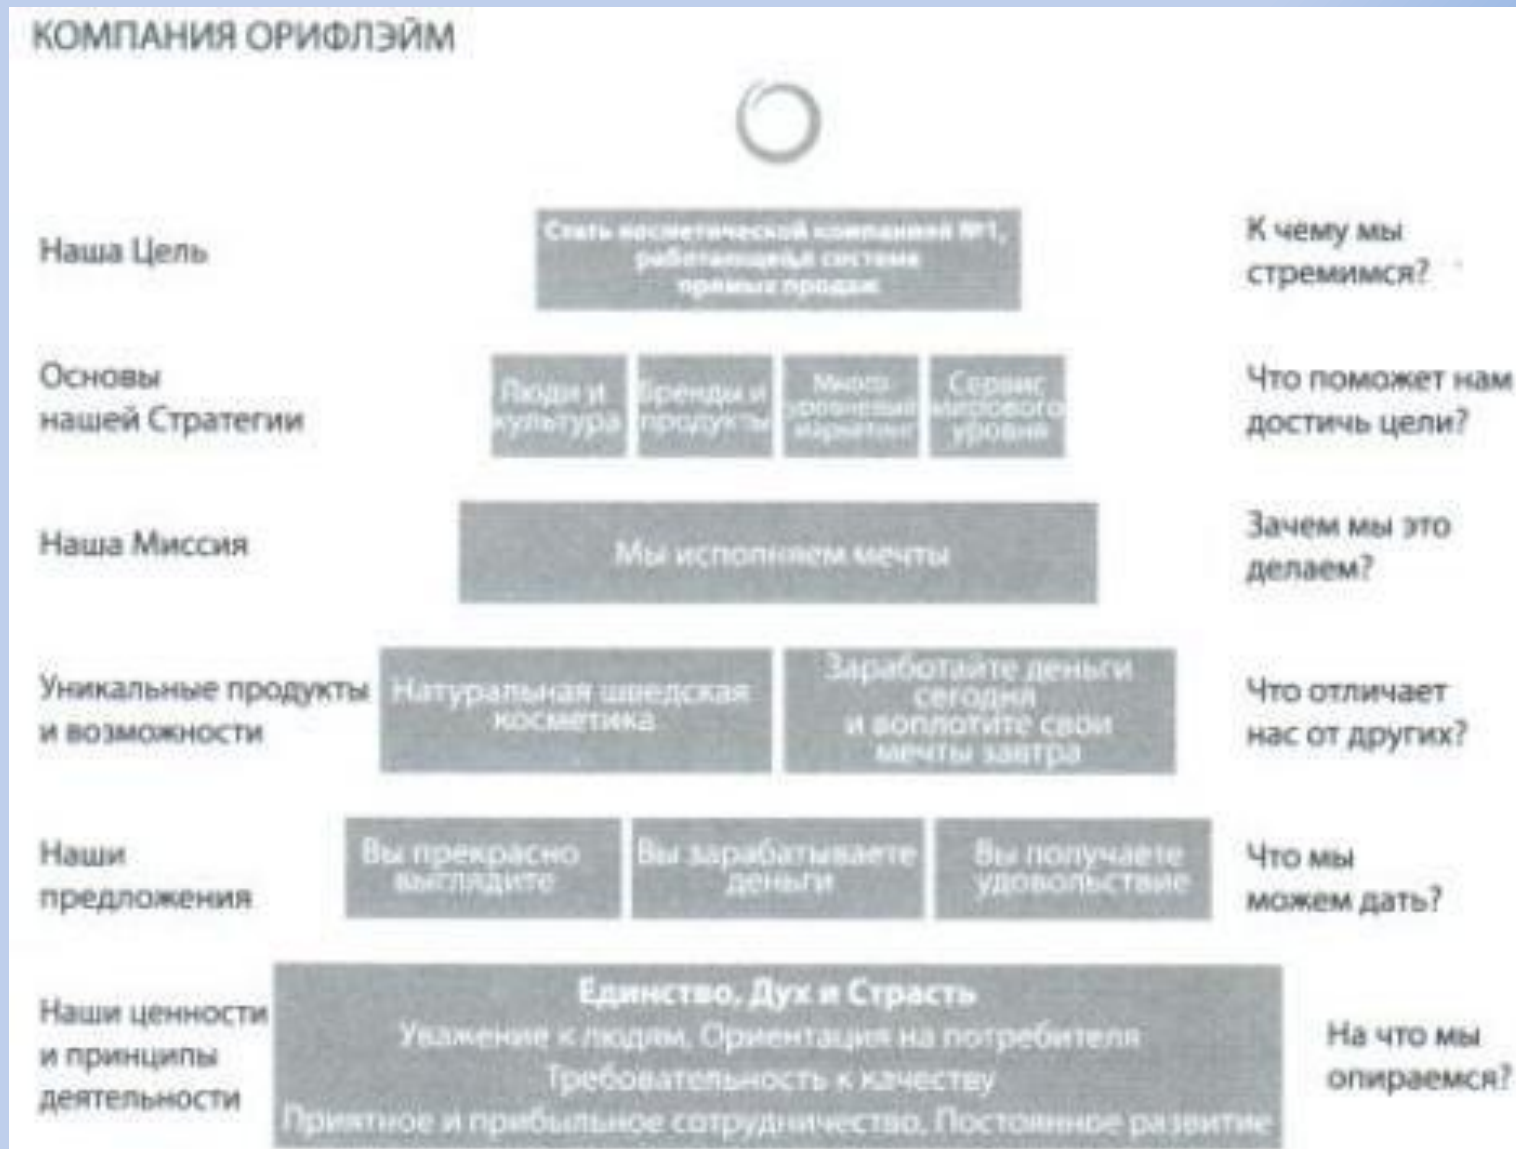 КОМПАНИЯ ОРИФЛЭЙМ
Наша Цель
Стать косметической компанией №1,
работающей в системе
прямых продаж
К чему мы
стремимся?
Основы
нашей Стратегии
Люди и
культура
Бренды и
продукты
Много
уровневый
маркетинг
Сервис
мирового
уровня
Что поможет нам
достичь цели?
Наша Миссия
Мы исполняем мечты
Зачем мы это
делаем?
Уникальные продукты
и возможности
Натуральная шведская
косметика
Заработайте деньги
сегодня
и воплотите свои
мечты завтра
Что отличает
нас от других?
Наши
предложения
Вы прекрасно
выглядите
Вы зарабатываете
деньги
Вы получаете
удовольствие
Что мы
можем дать?
Наши ценности
и принципы
деятельности
Единство, Дух и Страсть
Уважение к людям. Ориентация на потребителя
Требовательность к качеству
Приятное и прибыльное сотрудничество. Постоянное развитие
На что мы
опираемся?